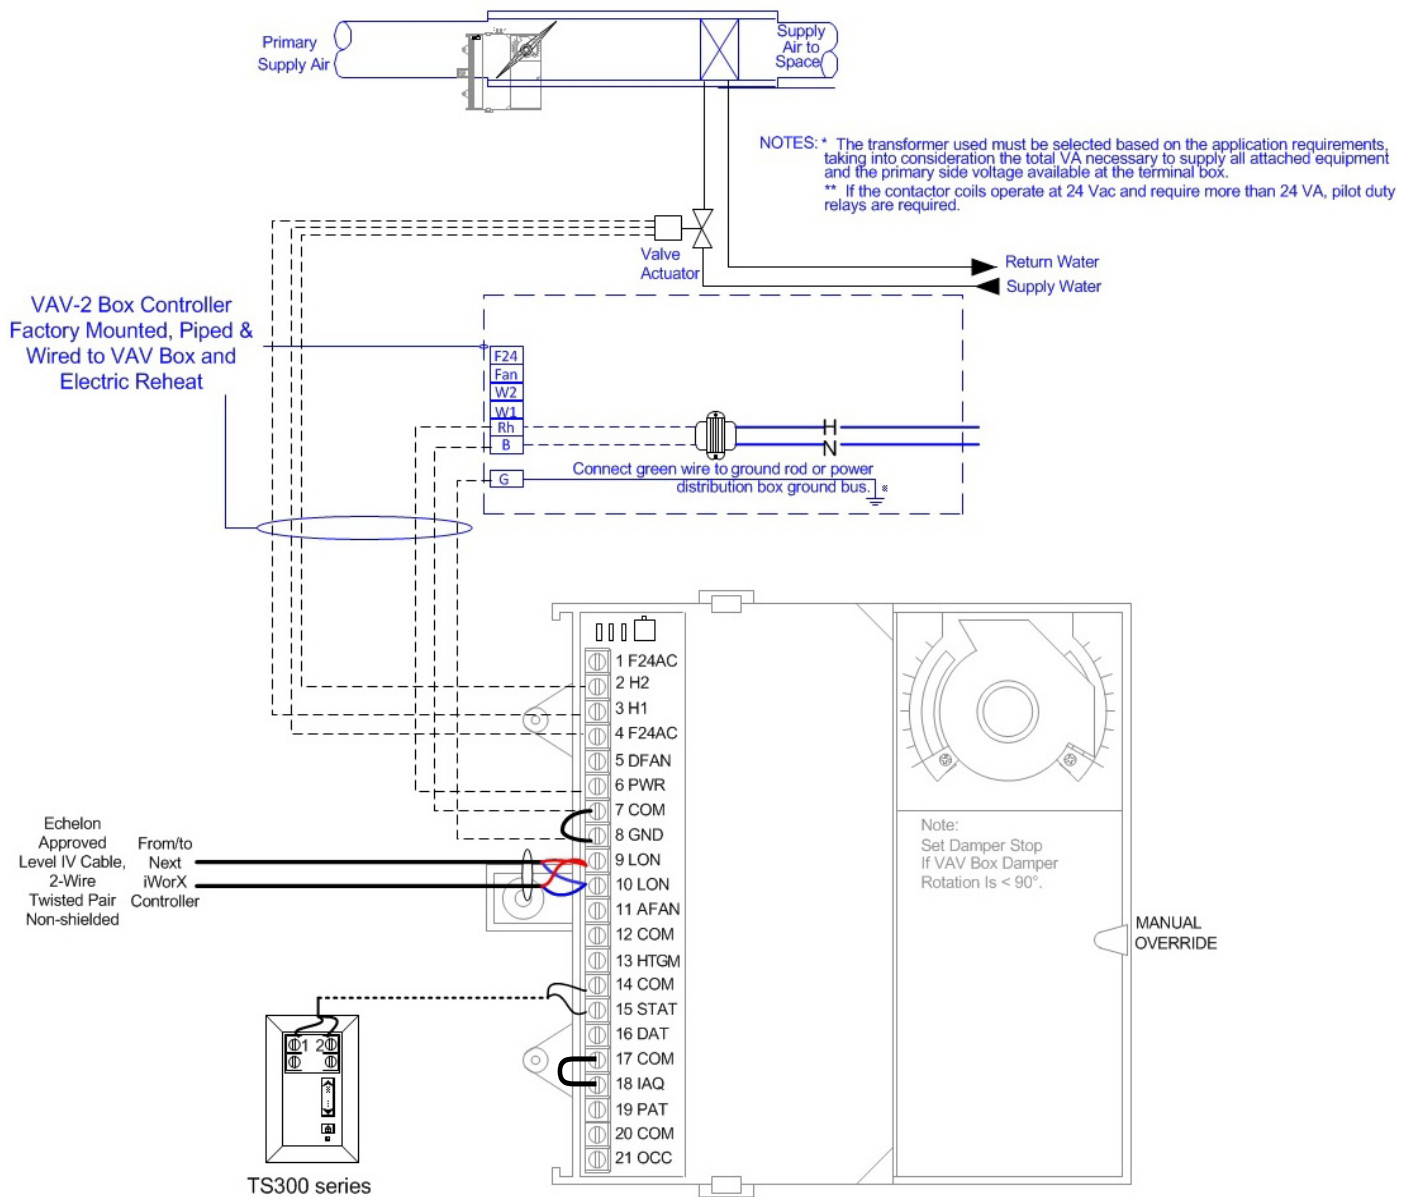 Primary
Supply Air
Supply
Air to
Space
NOTES: * The transformer used must be selected based on the application requirements,
taking into consideration the total VA necessary to supply all attached equipment
and the primary side voltage available at the terminal box.
** If the contactor coils operate at 24 Vac and require more than 24 VA, pilot duty
relays are required.
Valve
Actuator
Return Water
Supply Water
VAV-2 Box Controller
Factory Mounted, Piped &
Wired to VAV Box and
Electric Reheat
F24
Fan
W2
W1
Rh
B
G
H
N
Connect green wire to ground rod or power
distribution box ground bus.
1 F24AC
2 H2
3 H1
4 F24AC
5 DFAN
6 PWR
7 COM
8 GND
9 LON
10 LON
11 AFAN
12 COM
13 HTGM
14 COM
15 STAT
16 DAT
17 COM
18 IAQ
19 PAT
20 COM
21 OCC
Echelon
Approved
Level IV Cable,
2-Wire
Twisted Pair
Non-shielded
From/to
Next
iWorX
Controller
Note:
Set Damper Stop
If VAV Box Damper
Rotation Is < 90°.
MANUAL
OVERRIDE
1 2
TS300 series